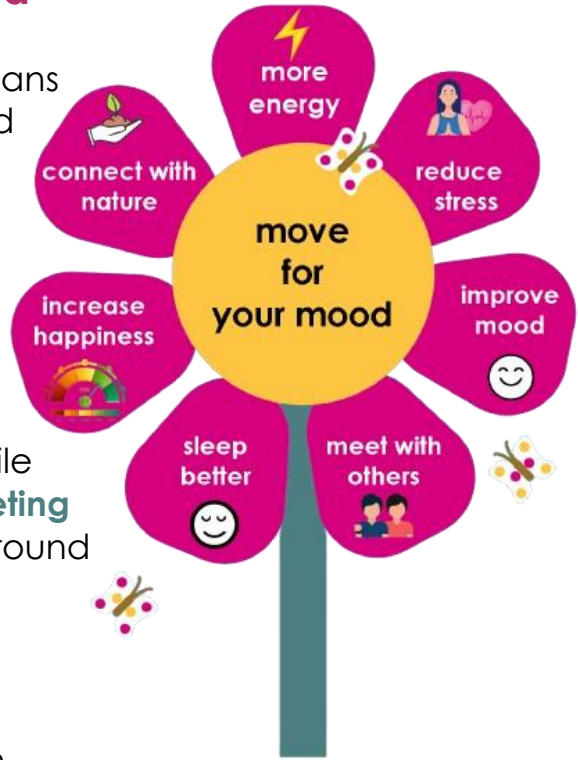 more
energy
reduce
stress
improve
mood
meet with
others
sleep
better
increase
happiness
connect with
nature
move
for
your mood
round